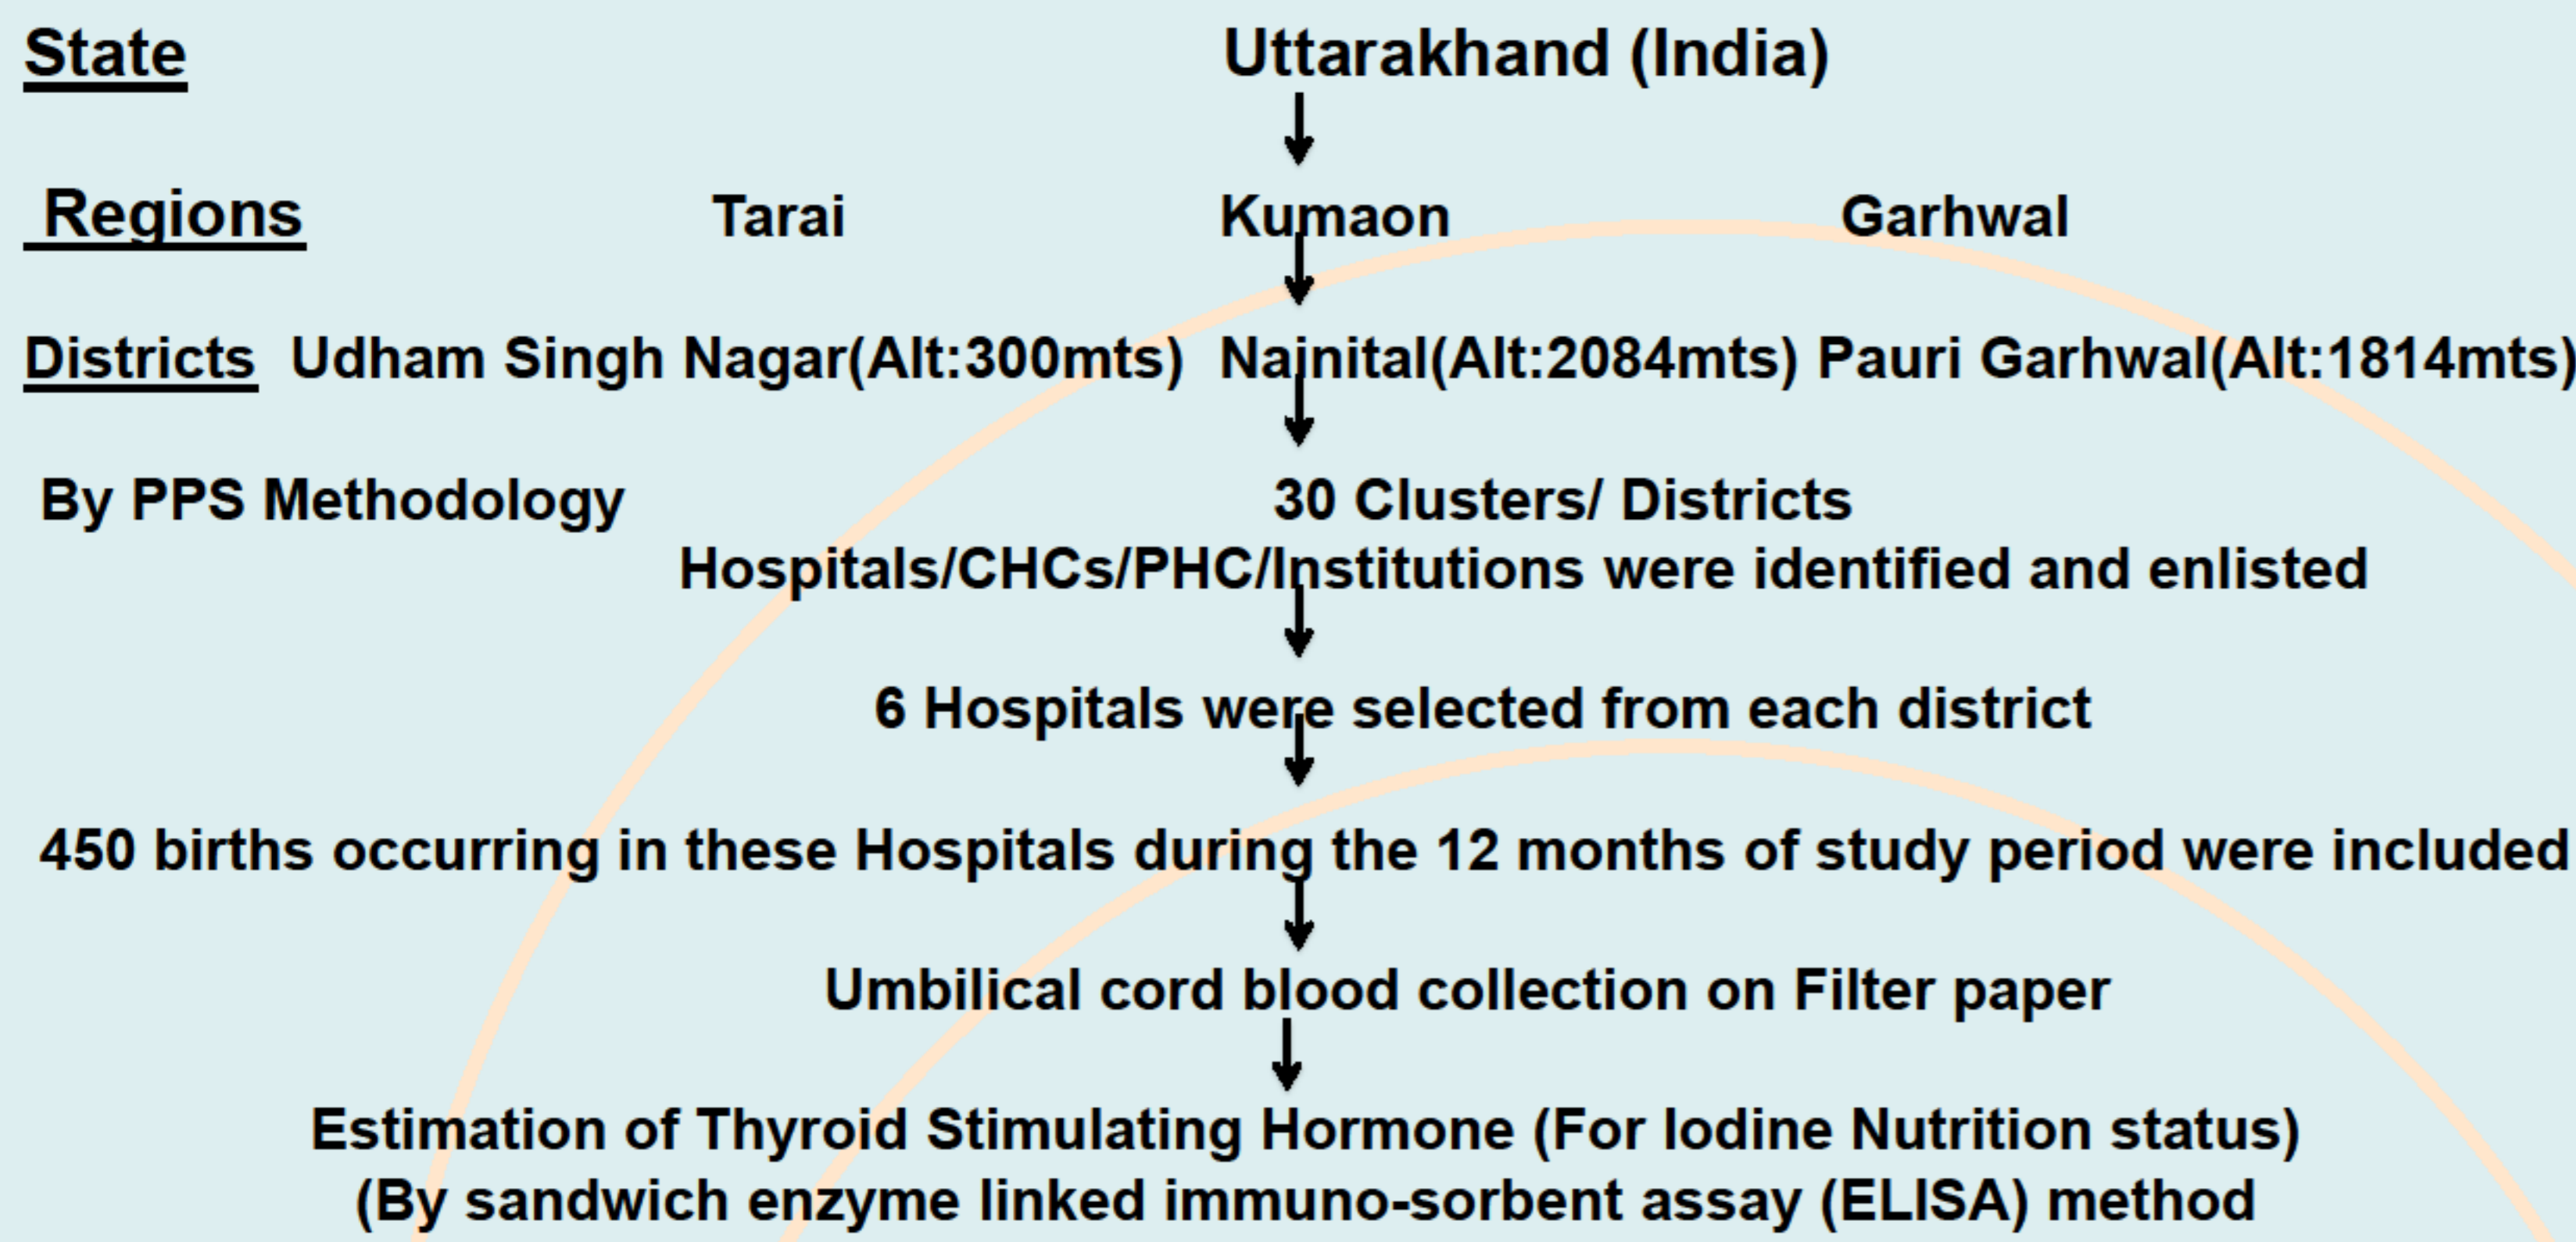 State Uttarakhand (India)
Regions Tarai Kumaon Garhwal
Districts Udham Singh Nagar(Alt:300mts) Nainital(Alt:2084mts) Pauri Garhwal(Alt:1814mts)
By PPS Methodology 30 Clusters/ Districts
Hospitals/CHCs/PHC/Institutions were identified and enlisted
6 Hospitals were selected from each district
450 births occurring in these Hospitals during the 12 months of study period were included
Umbilical cord blood collection on Filter paper
Estimation of Thyroid Stimulating Hormone (For Iodine Nutrition status)
(By sandwich enzyme linked immuno-sorbent assay (ELISA) method